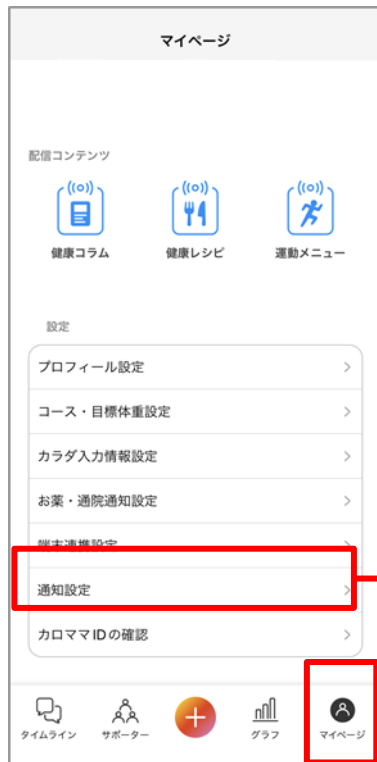 マイページ
配信コンテンツ
健康コラム 健康レシピ 運動メニュー
設定
プロフィール設定
コース・目標体重設定
カラダ入力情報設定
お薬・通院通知設定
端末連携設定
通知設定
カロママIDの確認
タイムライン サポーター グラフ マイページ